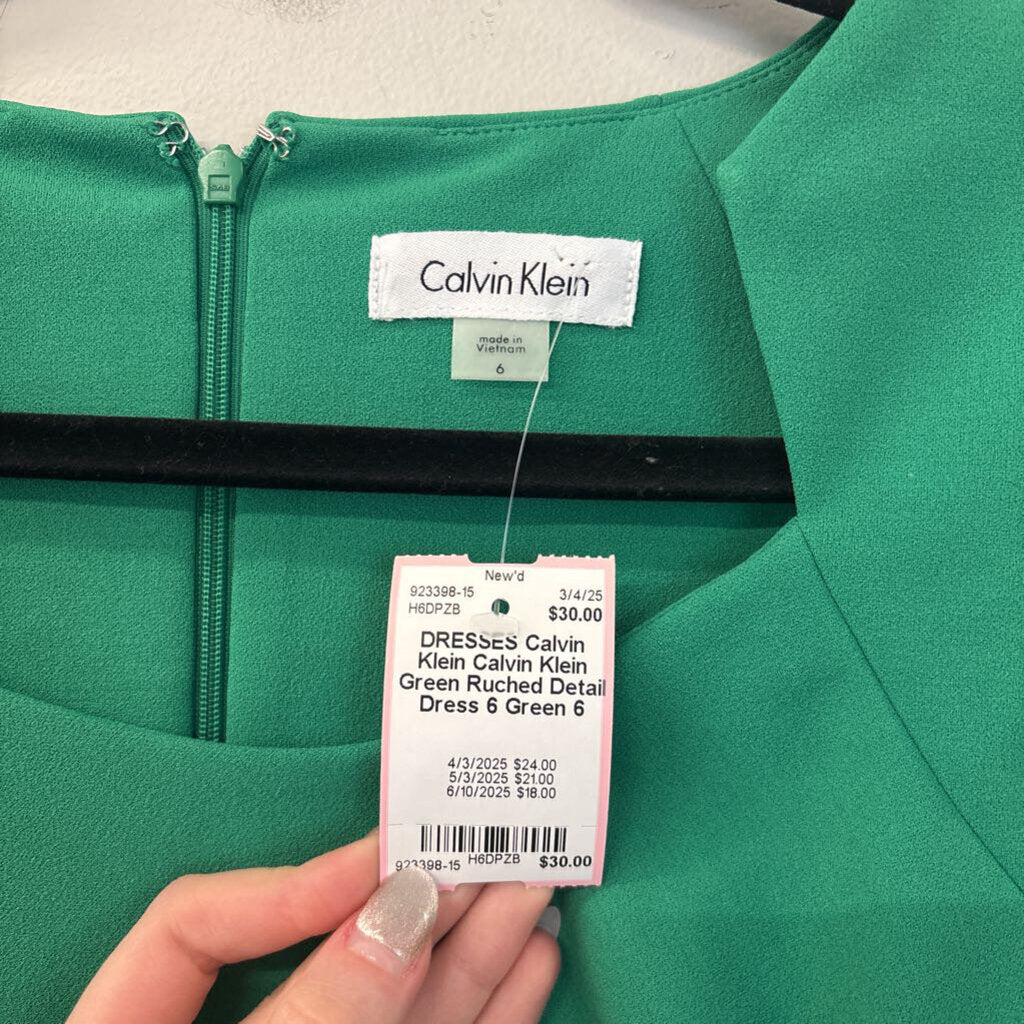 Calvin Klein
made in
Vietnam
6
New'd
923398-15 3/4/25
H6DPZB $30.00
DRESSES Calvin
Klein Calvin Klein
Green Ruched Detail
Dress 6 Green 6
4/3/2025 $24.00
5/3/2025 $21.00
6/10/2025 $18.00
923398-15 H6DPZB $30.00